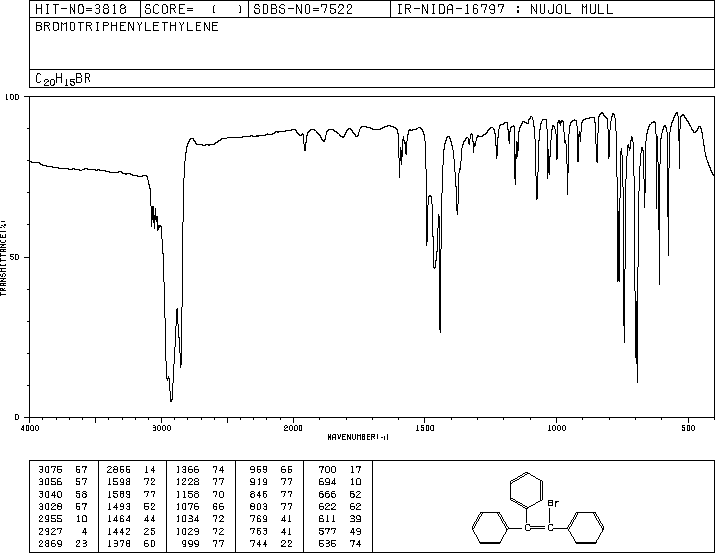 HIT-NO=3818 SCORE= ( ) SDBS-NO=7522 IR-NIDA-16797 : NUJOL MULL
BROMOTRIPHENYLETHYLENE
C20H15BR
100
50
0
TRANSMITTANCE(%)
4000 3000 2000 1500 1000 500
WAVENUMBER(-1)
3075 57 2866 14 1366 74 969 66 700 17
3056 57 1598 72 1228 77 919 77 694 10
3040 58 1589 77 1158 70 846 77 666 62
3028 67 1493 52 1076 66 803 77 622 62
2955 10 1464 44 1034 72 769 41 611 39
2927 4 1442 25 1029 72 763 41 577 49
2869 23 1378 60 999 77 744 22 535 74
Br